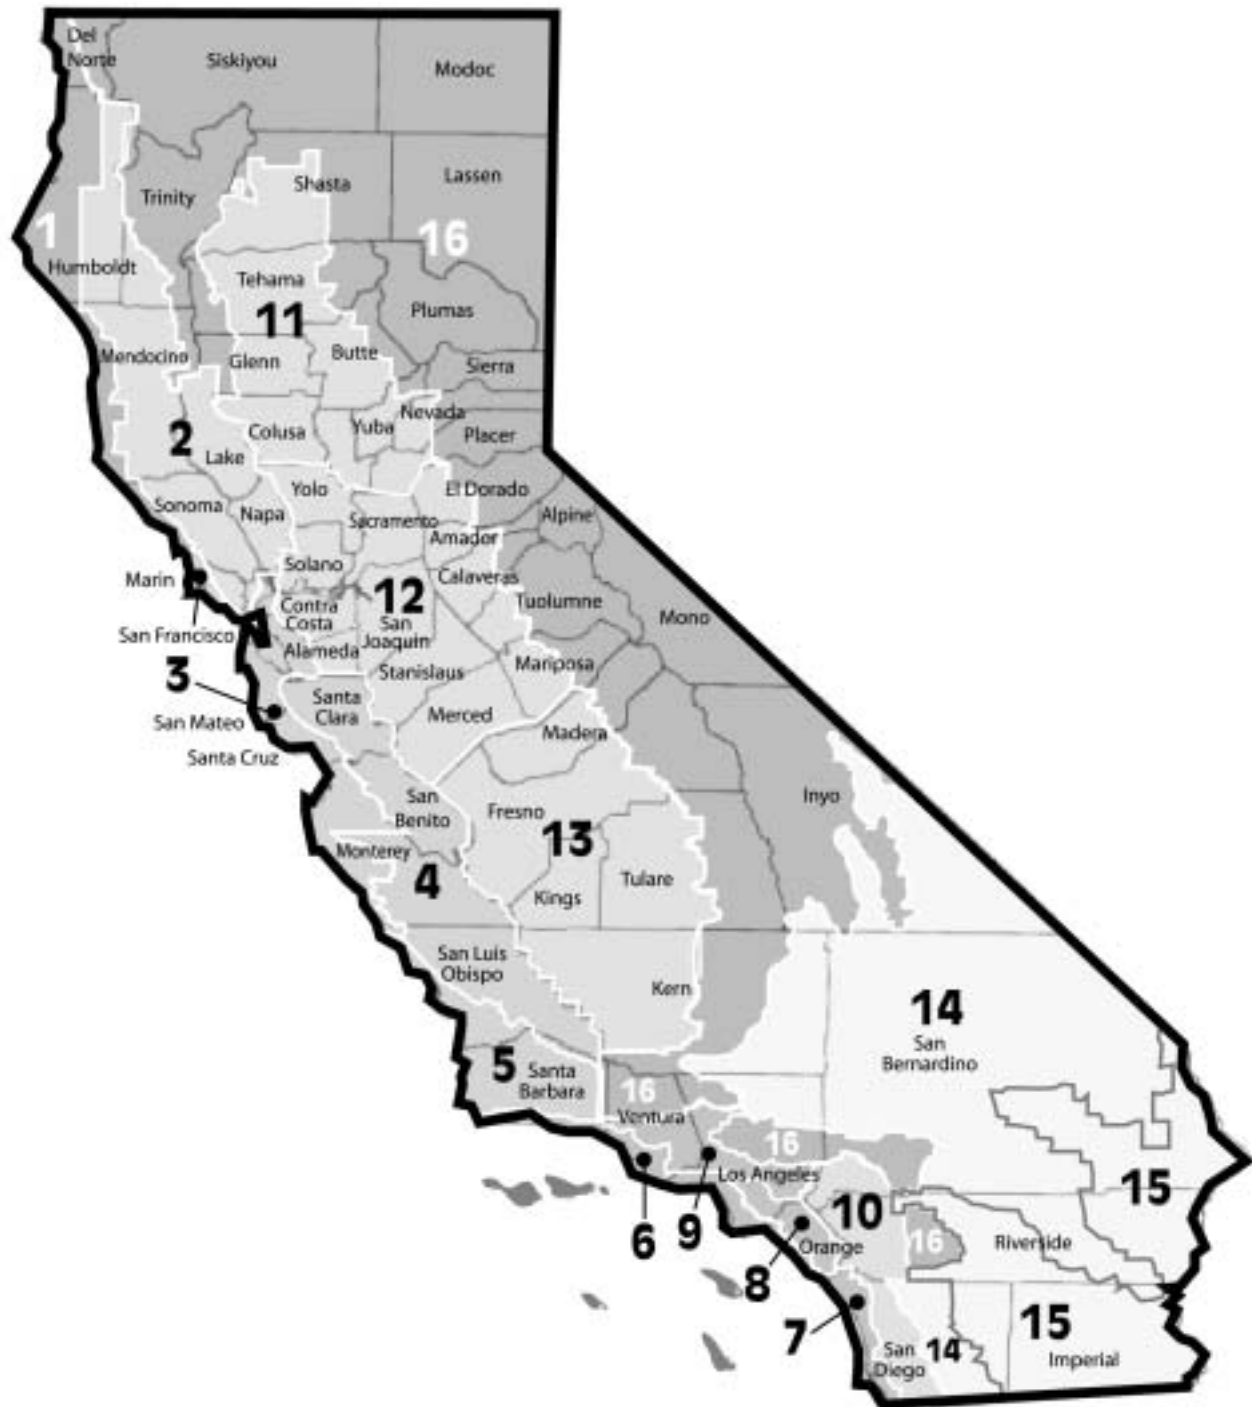 Del
Norte
Siskiyou
Modoc
Trinity
Shasta
Lassen
1
16
Humboldt
Tehama
11
Plumas
Mendocino
Glenn
Butte
Sierra
Nevada
2
Colusa
Yuba
Placer
Lake
Yolo
El Dorado
Sonoma
Napa
Sacramento
Alpine
Amador
Solano
Marin
12
Calaveras
Contra
Costa
San
Joaquin
Tuolumne
Mono
San Francisco
Alameda
3
Stanislaus
Mariposa
Santa
Clara
San Mateo
Merced
Madera
Santa Cruz
San
Benito
Fresno
13
Inyo
Monterey
4
Kings
Tulare
San Luis
Obispo
Kern
14
San
Bernardino
5
Santa
Barbara
16
Ventura
16
Los Angeles
15
6
9
10
8
Orange
16
Riverside
7
San
Diego
14
15
Imperial